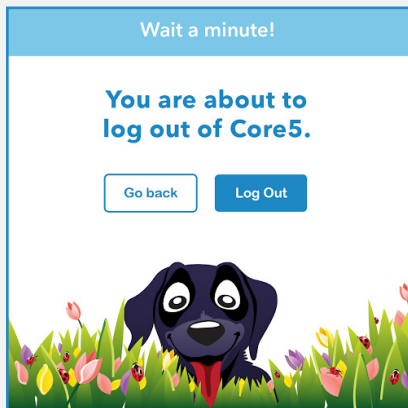 Wait a minute!
You are about to
log out of Core5.
Go back
Log Out